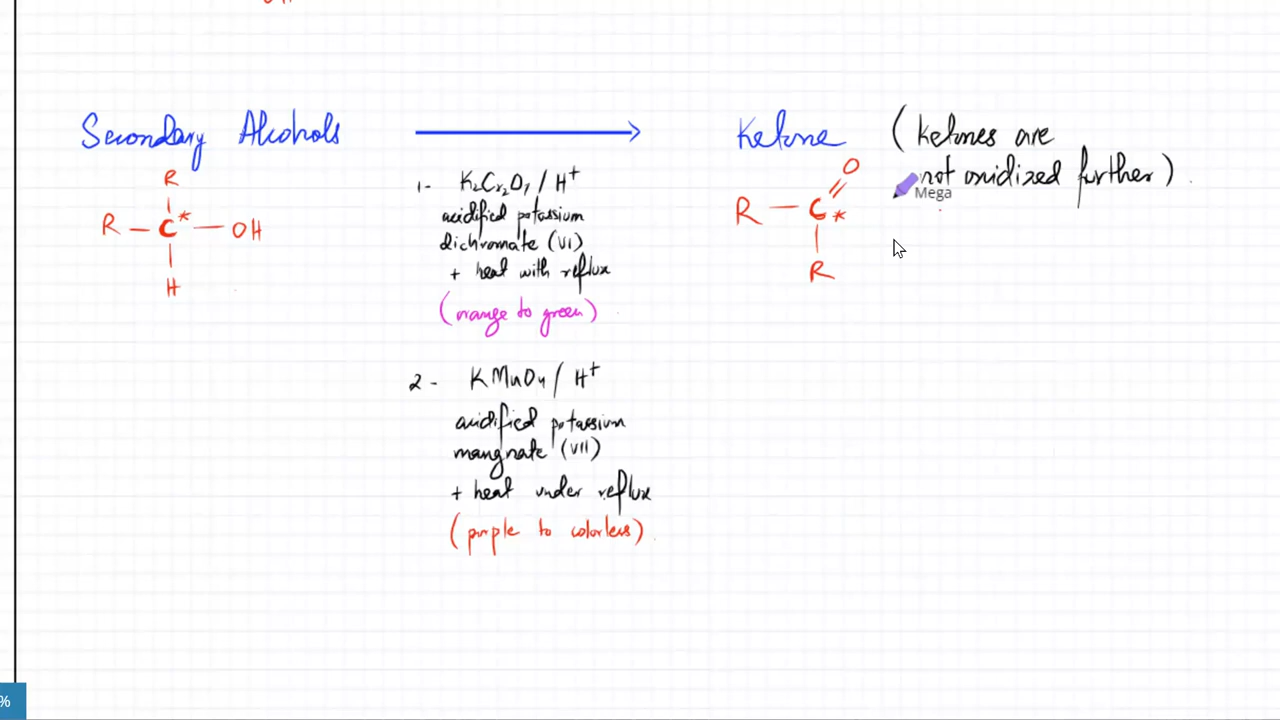 Secondary Alcohols
R
R – C* – OH
H
1- K₂Cr₂O₇ / H⁺
acidified potassium
dichromate (VI)
+ heat with reflux
(orange to green)
2 - KMnO₄ / H⁺
acidified potassium
mangnate (VII)
+ heat under reflux
(purple to colorless)
Ketone (Ketones are
not oxidized further)
O
R – C *
R
Mega
%